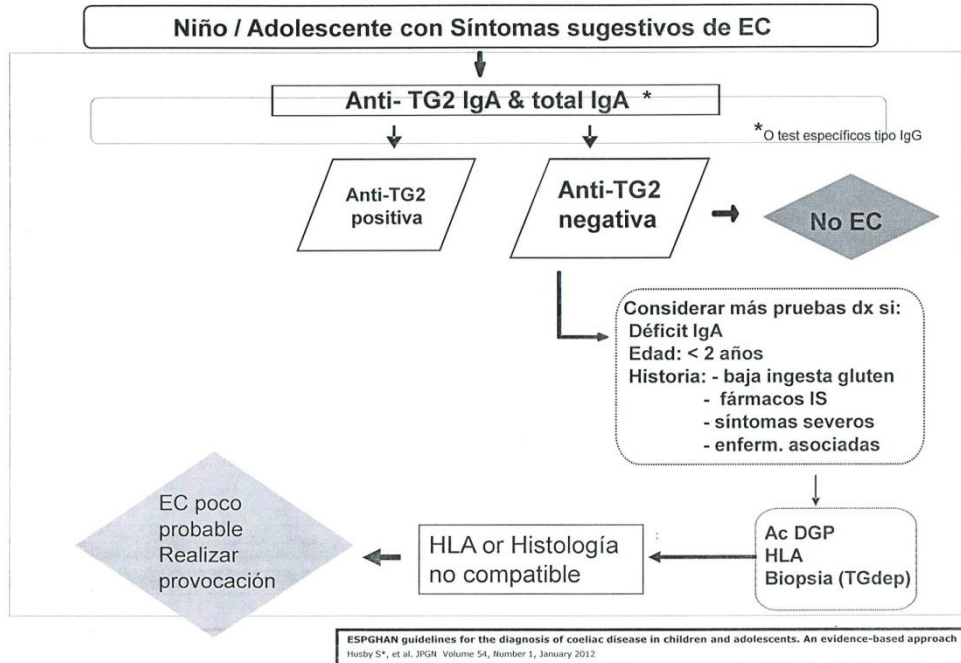 Niño / Adolescente con Síntomas sugestivos de EC
Anti- TG2 IgA & total IgA *
*O test específicos tipo IgG
Anti-TG2
positiva
Anti-TG2
negativa
No EC
Considerar más pruebas dx si:
Déficit IgA
Edad: < 2 años
Historia: - baja ingesta gluten
- fármacos IS
- síntomas severos
- enferm. asociadas
Ac DGP
HLA
Biopsia (TGdep)
HLA or Histología
no compatible
EC poco
probable
Realizar
provocación
ESPGHAN guidelines for the diagnosis of coeliac disease in children and adolescents. An evidence-based approach
Husby S*, et al. JPGN Volume 54, Number 1, January 2012